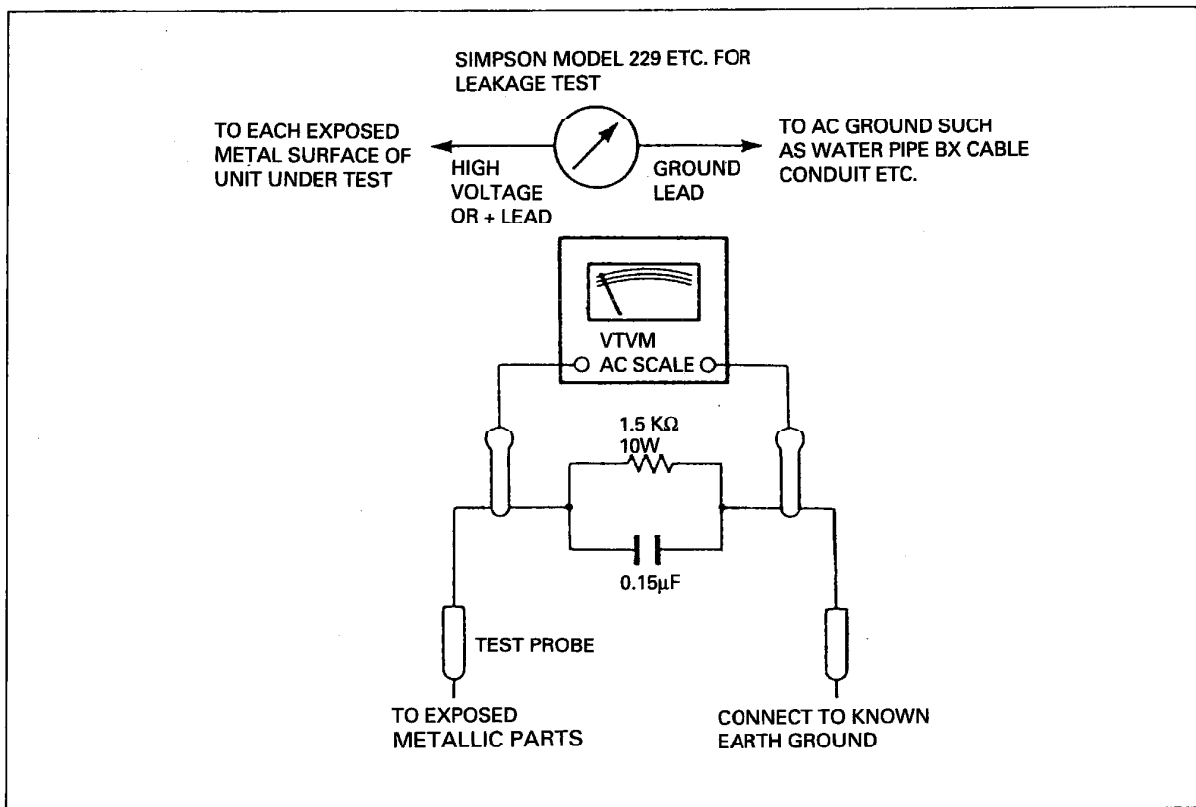 SIMPSON MODEL 229 ETC. FOR
LEAKAGE TEST
TO EACH EXPOSED
METAL SURFACE OF
UNIT UNDER TEST
HIGH
VOLTAGE
OR + LEAD
GROUND
LEAD
TO AC GROUND SUCH
AS WATER PIPE BX CABLE
CONDUIT ETC.
VTVM
AC SCALE
1.5 KΩ
10W
0.15µF
TEST PROBE
TO EXPOSED
METALLIC PARTS
CONNECT TO KNOWN
EARTH GROUND